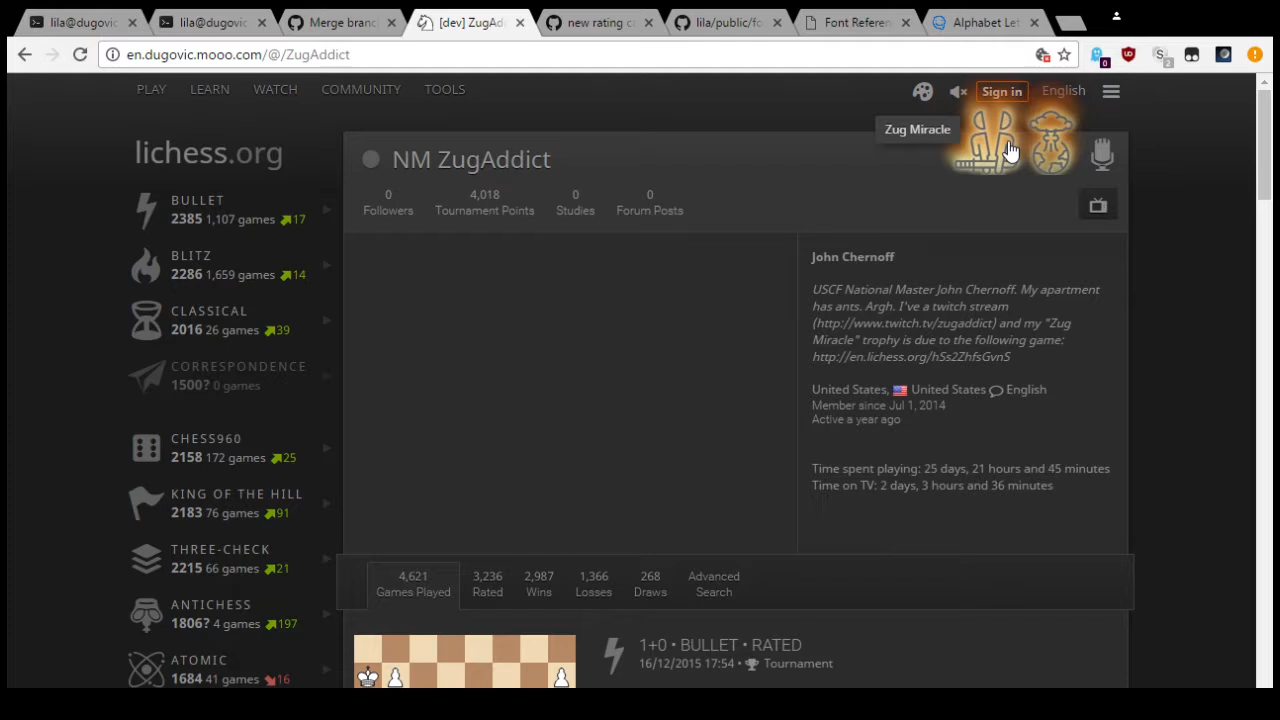 lila@dugovic
lila@dugovic
Merge branc
[dev] ZugAd
new rating ca
lila/public/fo
Font Referen
Alphabet Let
en.dugovic.mooo.com/@/ZugAddict
0
2
PLAY LEARN WATCH COMMUNITY TOOLS
Sign in English
lichess.org
Zug Miracle
NM ZugAddict
0 4,018 0 0
Followers Tournament Points Studies Forum Posts
BULLET
2385 1,107 games 17
BLITZ
2286 1,659 games 14
CLASSICAL
2016 26 games 39
CORRESPONDENCE
1500? 0 games
CHESS960
2158 172 games 25
KING OF THE HILL
2183 76 games 91
THREE-CHECK
2215 66 games 21
ANTICHESS
1806? 4 games 197
ATOMIC
1684 41 games 16
John Chernoff
USCF National Master John Chernoff. My apartment
has ants. Argh. I've a twitch stream
(http://www.twitch.tv/zugaddict) and my "Zug
Miracle" trophy is due to the following game:
http://en.lichess.org/hSs2ZhfsGvnS
United States, United States English
Member since Jul 1, 2014
Active a year ago
Time spent playing: 25 days, 21 hours and 45 minutes
Time on TV: 2 days, 3 hours and 36 minutes
4,621 3,236 2,987 1,366 268 Advanced
Games Played Rated Wins Losses Draws Search
1+0 • BULLET • RATED
16/12/2015 17:54 • Tournament